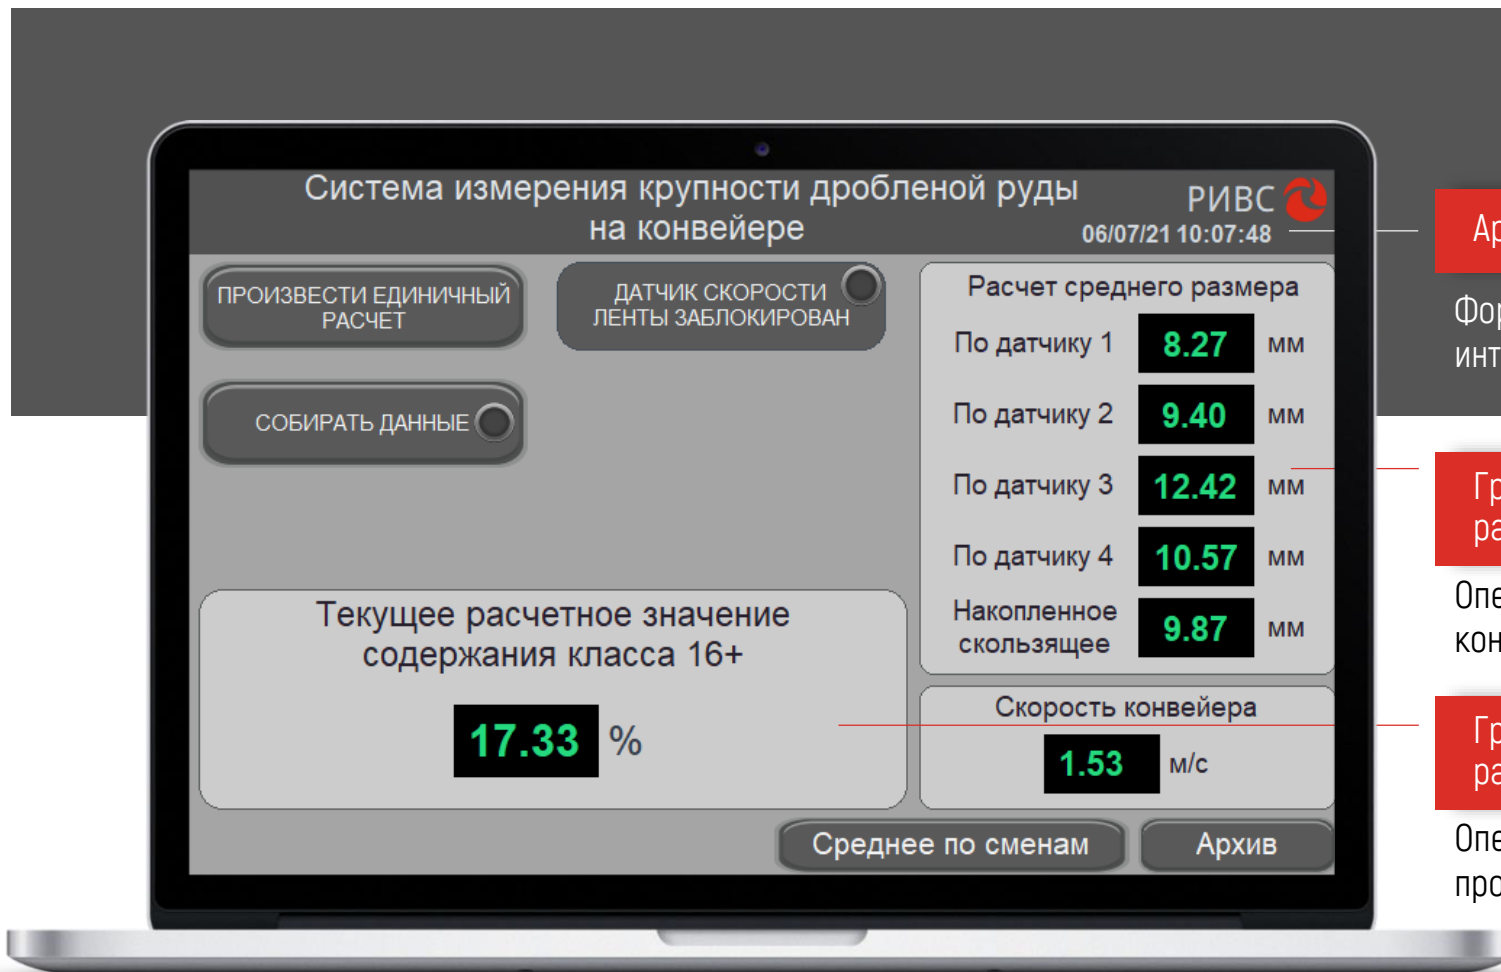 Система измерения крупности дробленой руды
на конвейере
РИВС
06/07/21 10:07:48
ПРОИЗВЕСТИ ЕДИНИЧНЫЙ
РАСЧЕТ
ДАТЧИК СКОРОСТИ
ЛЕНТЫ ЗАБЛОКИРОВАН
СОБИРАТЬ ДАННЫЕ
Расчет среднего размера
По датчику 1 8.27 мм
По датчику 2 9.40 мм
По датчику 3 12.42 мм
По датчику 4 10.57 мм
Накопленное
скользящее 9.87 мм
Текущее расчетное значение
содержания класса 16+
17.33 %
Скорость конвейера
1.53 м/с
Среднее по сменам
Архив